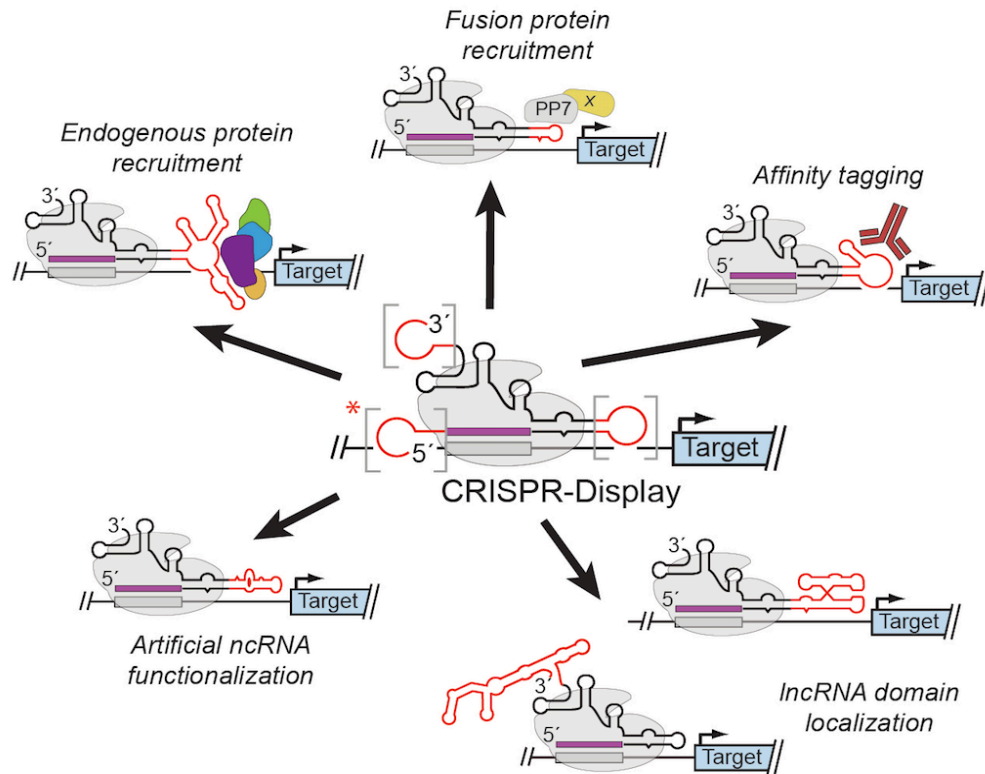 Fusion protein
recruitment
3´
5´
PP7
x
Target
Endogenous protein
recruitment
3´
5´
Target
Affinity tagging
3´
5´
Target
3´
*
5´
Target
CRISPR-Display
3´
5´
Target
Artificial ncRNA
functionalization
3´
5´
Target
3´
5´
Target
lncRNA domain
localization